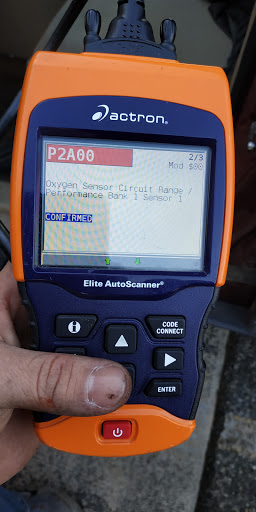 actron®
P2A00
2/3
Mod $00
Oxygen Sensor Circuit Range /
Performance Bank 1 Sensor 1
CONFIRMED
Elite AutoScanner®
CODE
CONNECT
ENTER